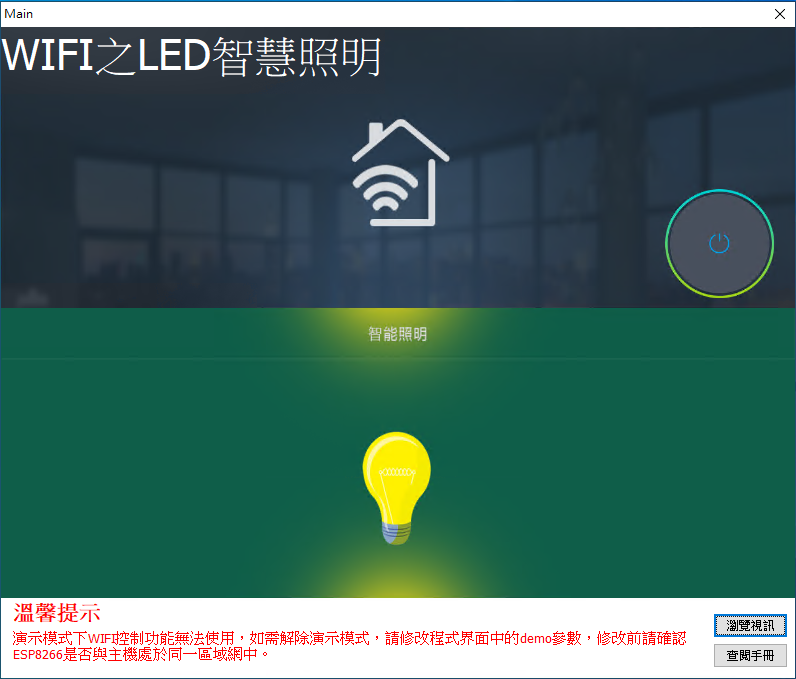 Main
WIFI之LED智慧照明
智能照明
溫馨提示
演示模式下WIFI控制功能無法使用，如需解除演示模式，請修改程式界面中的demo參數，修改前請確認
ESP8266是否與主機處於同一區域網中。
瀏覽視訊
查閱手冊